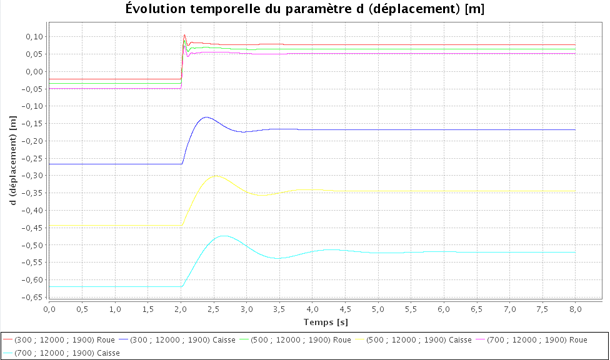 Évolution temporelle du paramètre d (déplacement) [m]
0,10
0,05
0,00
-0,05
-0,10
-0,15
-0,20
-0,25
-0,30
-0,35
-0,40
-0,45
-0,50
-0,55
-0,60
-0,65
d (déplacement) [m]
0,0 0,5 1,0 1,5 2,0 2,5 3,0 3,5 4,0 4,5 5,0 5,5 6,0 6,5 7,0 7,5 8,0
Temps [s]
(300 ; 12000 ; 1900) Roue (300 ; 12000 ; 1900) Caisse (500 ; 12000 ; 1900) Roue (500 ; 12000 ; 1900) Caisse (700 ; 12000 ; 1900) Roue
(700 ; 12000 ; 1900) Caisse